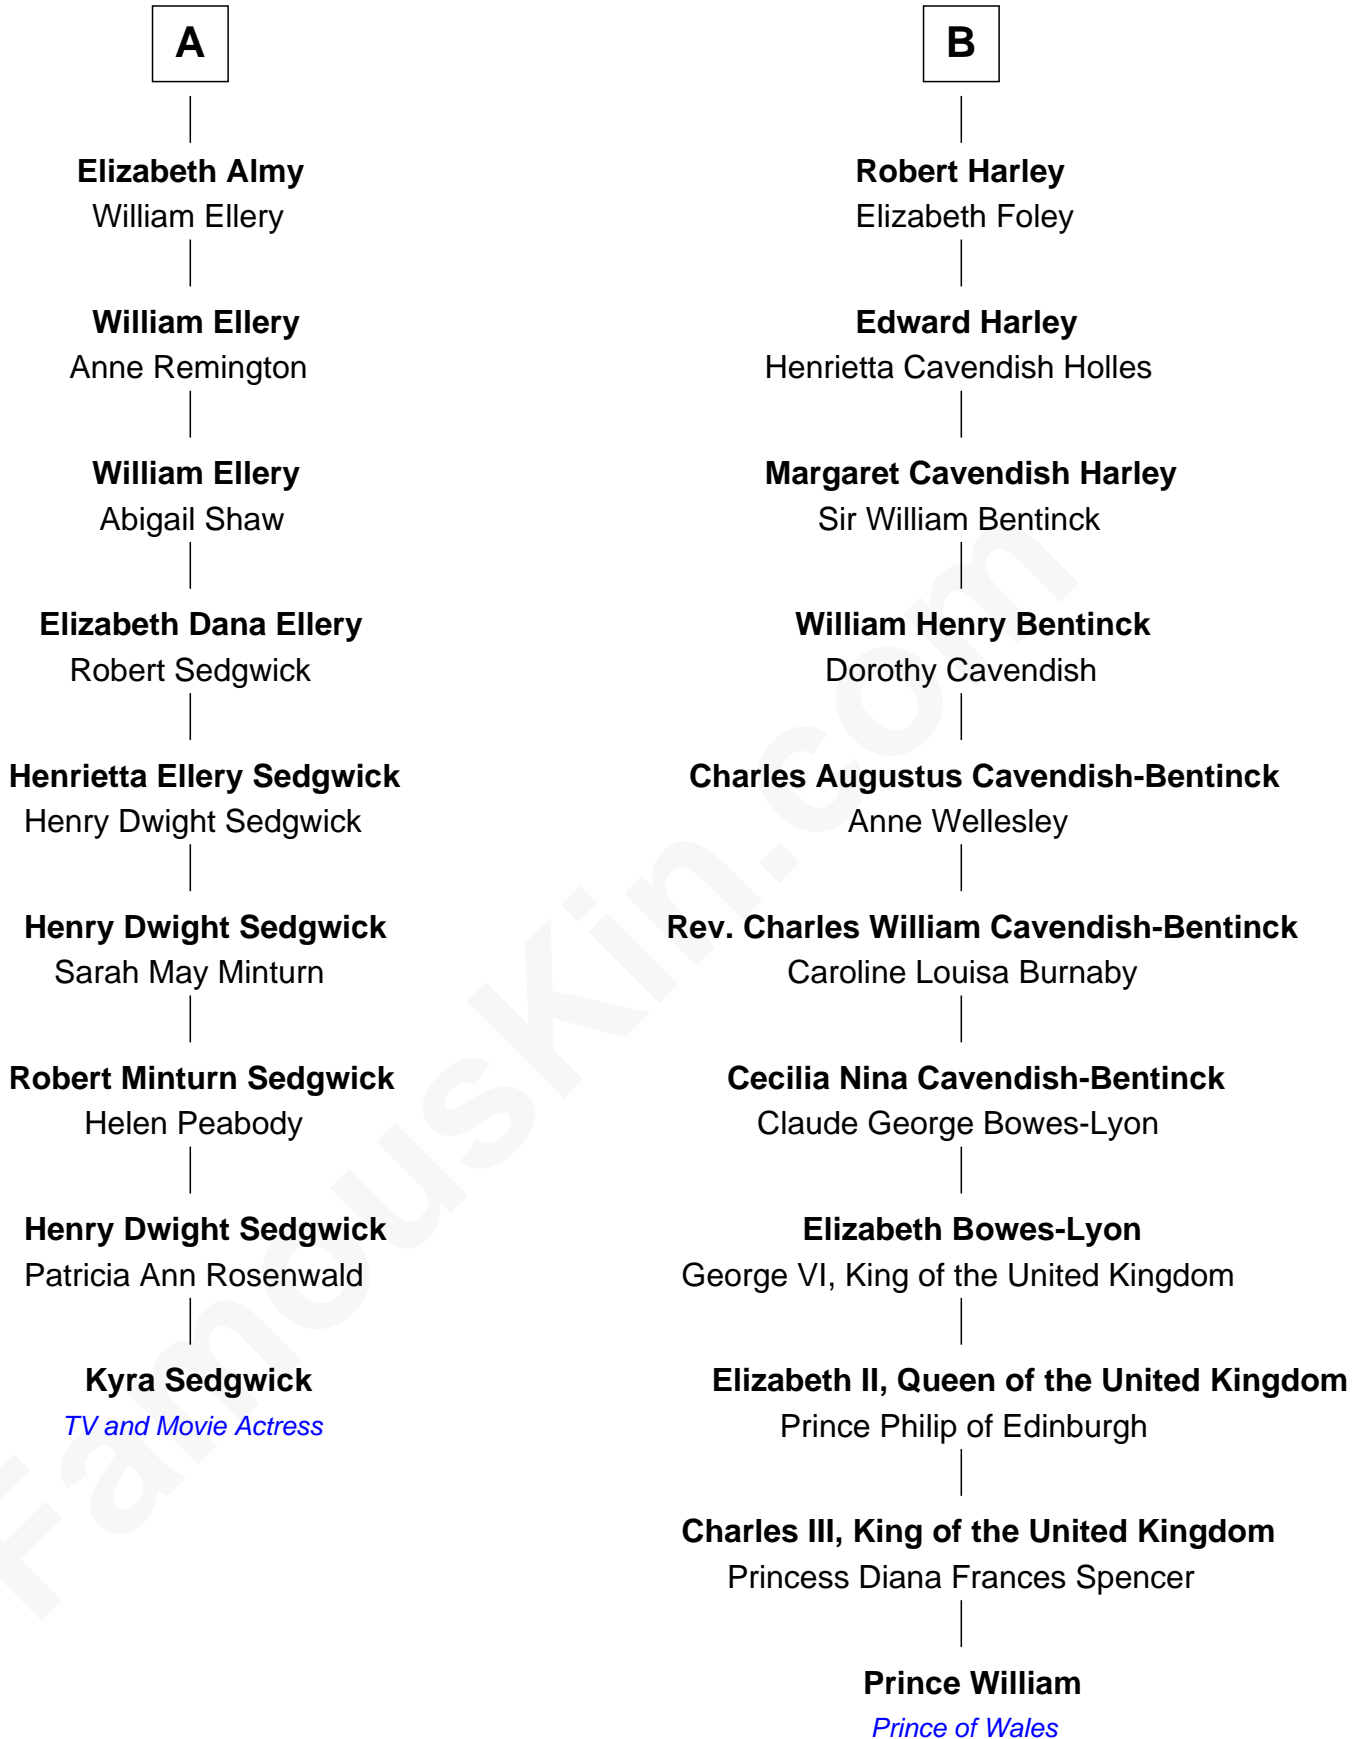 A
Elizabeth Almy
William Ellery
William Ellery
Anne Remington
William Ellery
Abigail Shaw
Elizabeth Dana Ellery
Robert Sedgwick
Henrietta Ellery Sedgwick
Henry Dwight Sedgwick
Henry Dwight Sedgwick
Sarah May Minturn
Robert Minturn Sedgwick
Helen Peabody
Henry Dwight Sedgwick
Patricia Ann Rosenwald
Kyra Sedgwick
TV and Movie Actress
B
Robert Harley
Elizabeth Foley
Edward Harley
Henrietta Cavendish Holles
Margaret Cavendish Harley
Sir William Bentinck
William Henry Bentinck
Dorothy Cavendish
Charles Augustus Cavendish-Bentinck
Anne Wellesley
Rev. Charles William Cavendish-Bentinck
Caroline Louisa Burnaby
Cecilia Nina Cavendish-Bentinck
Claude George Bowes-Lyon
Elizabeth Bowes-Lyon
George VI, King of the United Kingdom
Elizabeth II, Queen of the United Kingdom
Prince Philip of Edinburgh
Charles III, King of the United Kingdom
Princess Diana Frances Spencer
Prince William
Prince of Wales
FamousKin.com